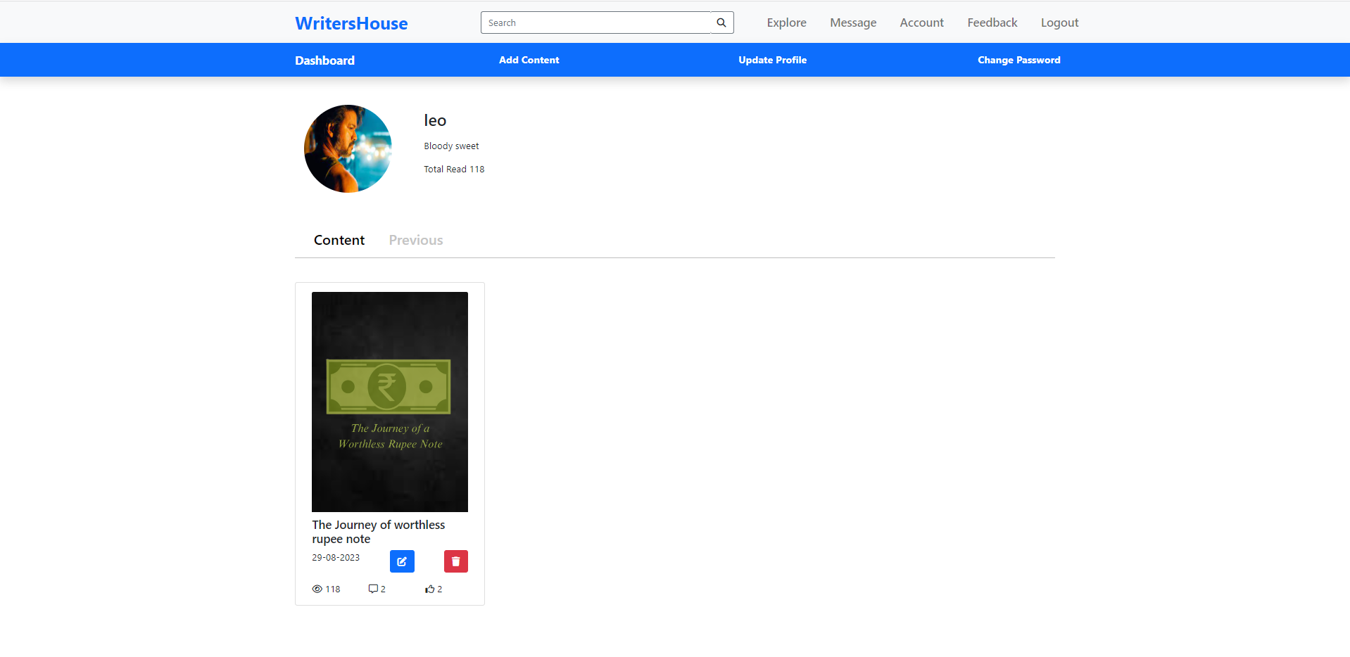 WritersHouse
Search
Explore Message Account Feedback Logout
Dashboard Add Content Update Profile Change Password
leo
Bloody sweet
Total Read 118
Content Previous
₹
The Journey of a
Worthless Rupee Note
The Journey of worthless
rupee note
29-08-2023
118 2 2